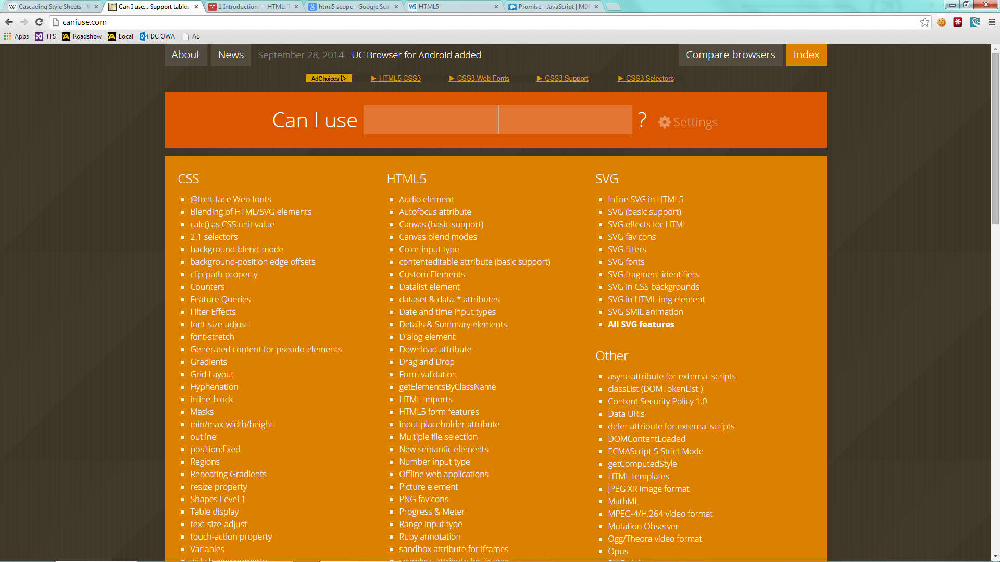 Cascading Style Sheets - W
Can I use... Support tables
1 Introduction — HTML: T
html5 scope - Google Sea
HTML5
Promise - JavaScript | MD
caniuse.com
Apps
TFS
Roadshow
Local
DC OWA
AB
About
News
September 28, 2014 - UC Browser for Android added
Compare browsers
Index
AdChoices
► HTML5 CSS3
► CSS3 Web Fonts
► CSS3 Support
► CSS3 Selectors
Can I use ?
Settings
CSS
@font-face Web fonts
Blending of HTML/SVG elements
calc() as CSS unit value
2.1 selectors
background-blend-mode
background-position edge offsets
clip-path property
Counters
Feature Queries
Filter Effects
font-size-adjust
font-stretch
Generated content for pseudo-elements
Gradients
Grid Layout
Hyphenation
inline-block
Masks
min/max-width/height
outline
position:fixed
Regions
Repeating Gradients
resize property
Shapes Level 1
Table display
text-size-adjust
touch-action property
Variables
will-change property
HTML5
Audio element
Autofocus attribute
Canvas (basic support)
Canvas blend modes
Color input type
contenteditable attribute (basic support)
Custom Elements
Datalist element
dataset & data-* attributes
Date and time input types
Details & Summary elements
Dialog element
Download attribute
Drag and Drop
Form validation
getElementsByClassName
HTML Imports
HTML5 form features
input placeholder attribute
Multiple file selection
New semantic elements
Number input type
Offline web applications
Picture element
PNG favicons
Progress & Meter
Range input type
Ruby annotation
sandbox attribute for iframes
seamless attribute for iframes
SVG
Inline SVG in HTML5
SVG (basic support)
SVG effects for HTML
SVG favicons
SVG filters
SVG fonts
SVG fragment identifiers
SVG in CSS backgrounds
SVG in HTML img element
SVG SMIL animation
All SVG features
Other
async attribute for external scripts
classList (DOMTokenList )
Content Security Policy 1.0
Data URIs
defer attribute for external scripts
DOMContentLoaded
ECMAScript 5 Strict Mode
getComputedStyle
HTML templates
JPEG XR image format
MathML
MPEG-4/H.264 video format
Mutation Observer
Ogg/Theora video format
Opus